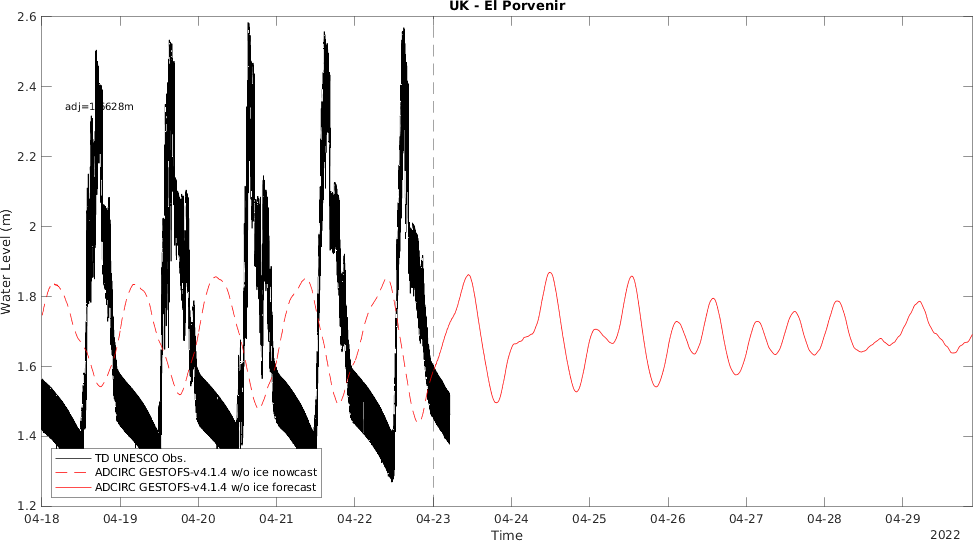 UK - El Porvenir
2.6
2.4
2.2
2
1.8
1.6
1.4
1.2
Water Level (m)
TD UNESCO Obs.
ADCIRC GESTOFS-v4.1.4 w/o ice nowcast
ADCIRC GESTOFS-v4.1.4 w/o ice forecast
04-18 04-19 04-20 04-21 04-22 04-23 04-24 04-25 04-26 04-27 04-28 04-29
Time
2022